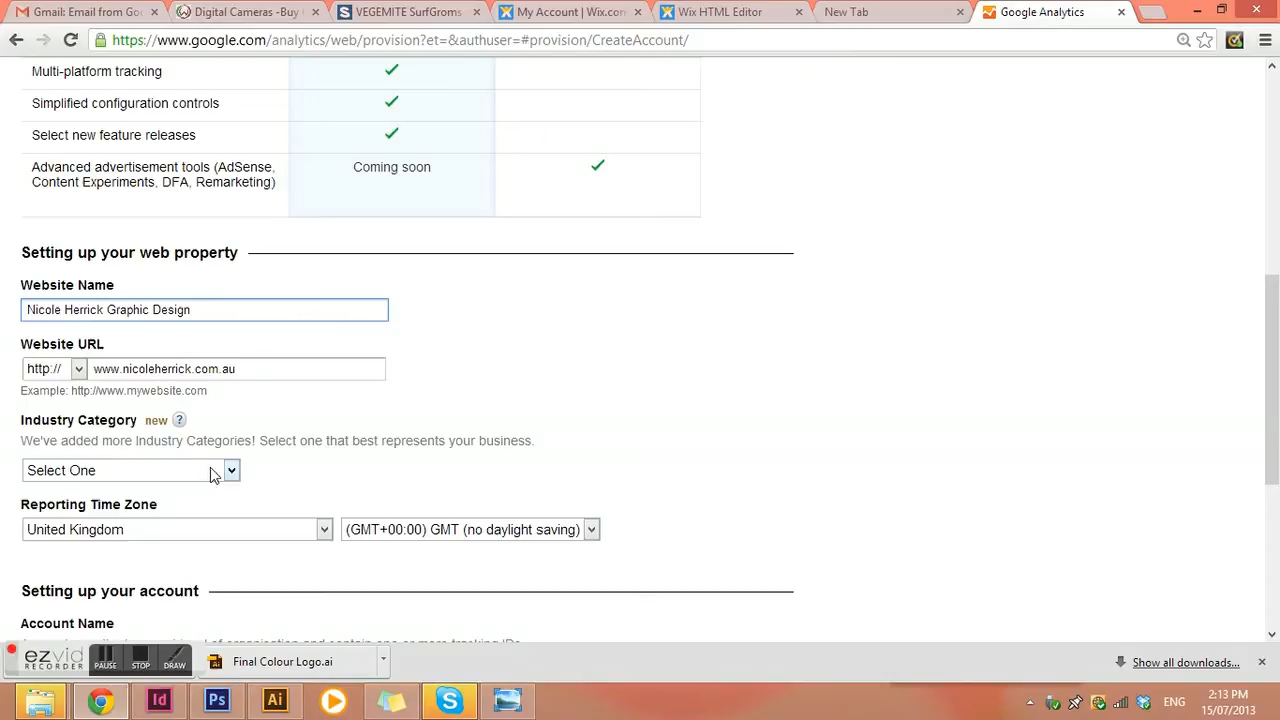 Gmail: Email from Goo
Digital Cameras -Buy
VEGEMITE SurfGroms
My Account | Wix.com
Wix HTML Editor
New Tab
Google Analytics
https://www.google.com/analytics/web/provision?et=&authuser=#provision/CreateAccount/
Multi-platform tracking
Simplified configuration controls
Select new feature releases
Advanced advertisement tools (AdSense, Coming soon
Content Experiments, DFA, Remarketing)
Setting up your web property
Website Name
Nicole Herrick Graphic Design
Website URL
http:// www.nicoleherrick.com.au
Example: http://www.mywebsite.com
Industry Category new ?
We've added more Industry Categories! Select one that best represents your business.
Select One
Reporting Time Zone
United Kingdom (GMT+00:00) GMT (no daylight saving)
Setting up your account
Account Name
ezvid
RECORDER
PAUSE STOP DRAW
Final Colour Logo.ai
Show all downloads...
Id Ps Ai
ENG
2:13 PM
15/07/2013